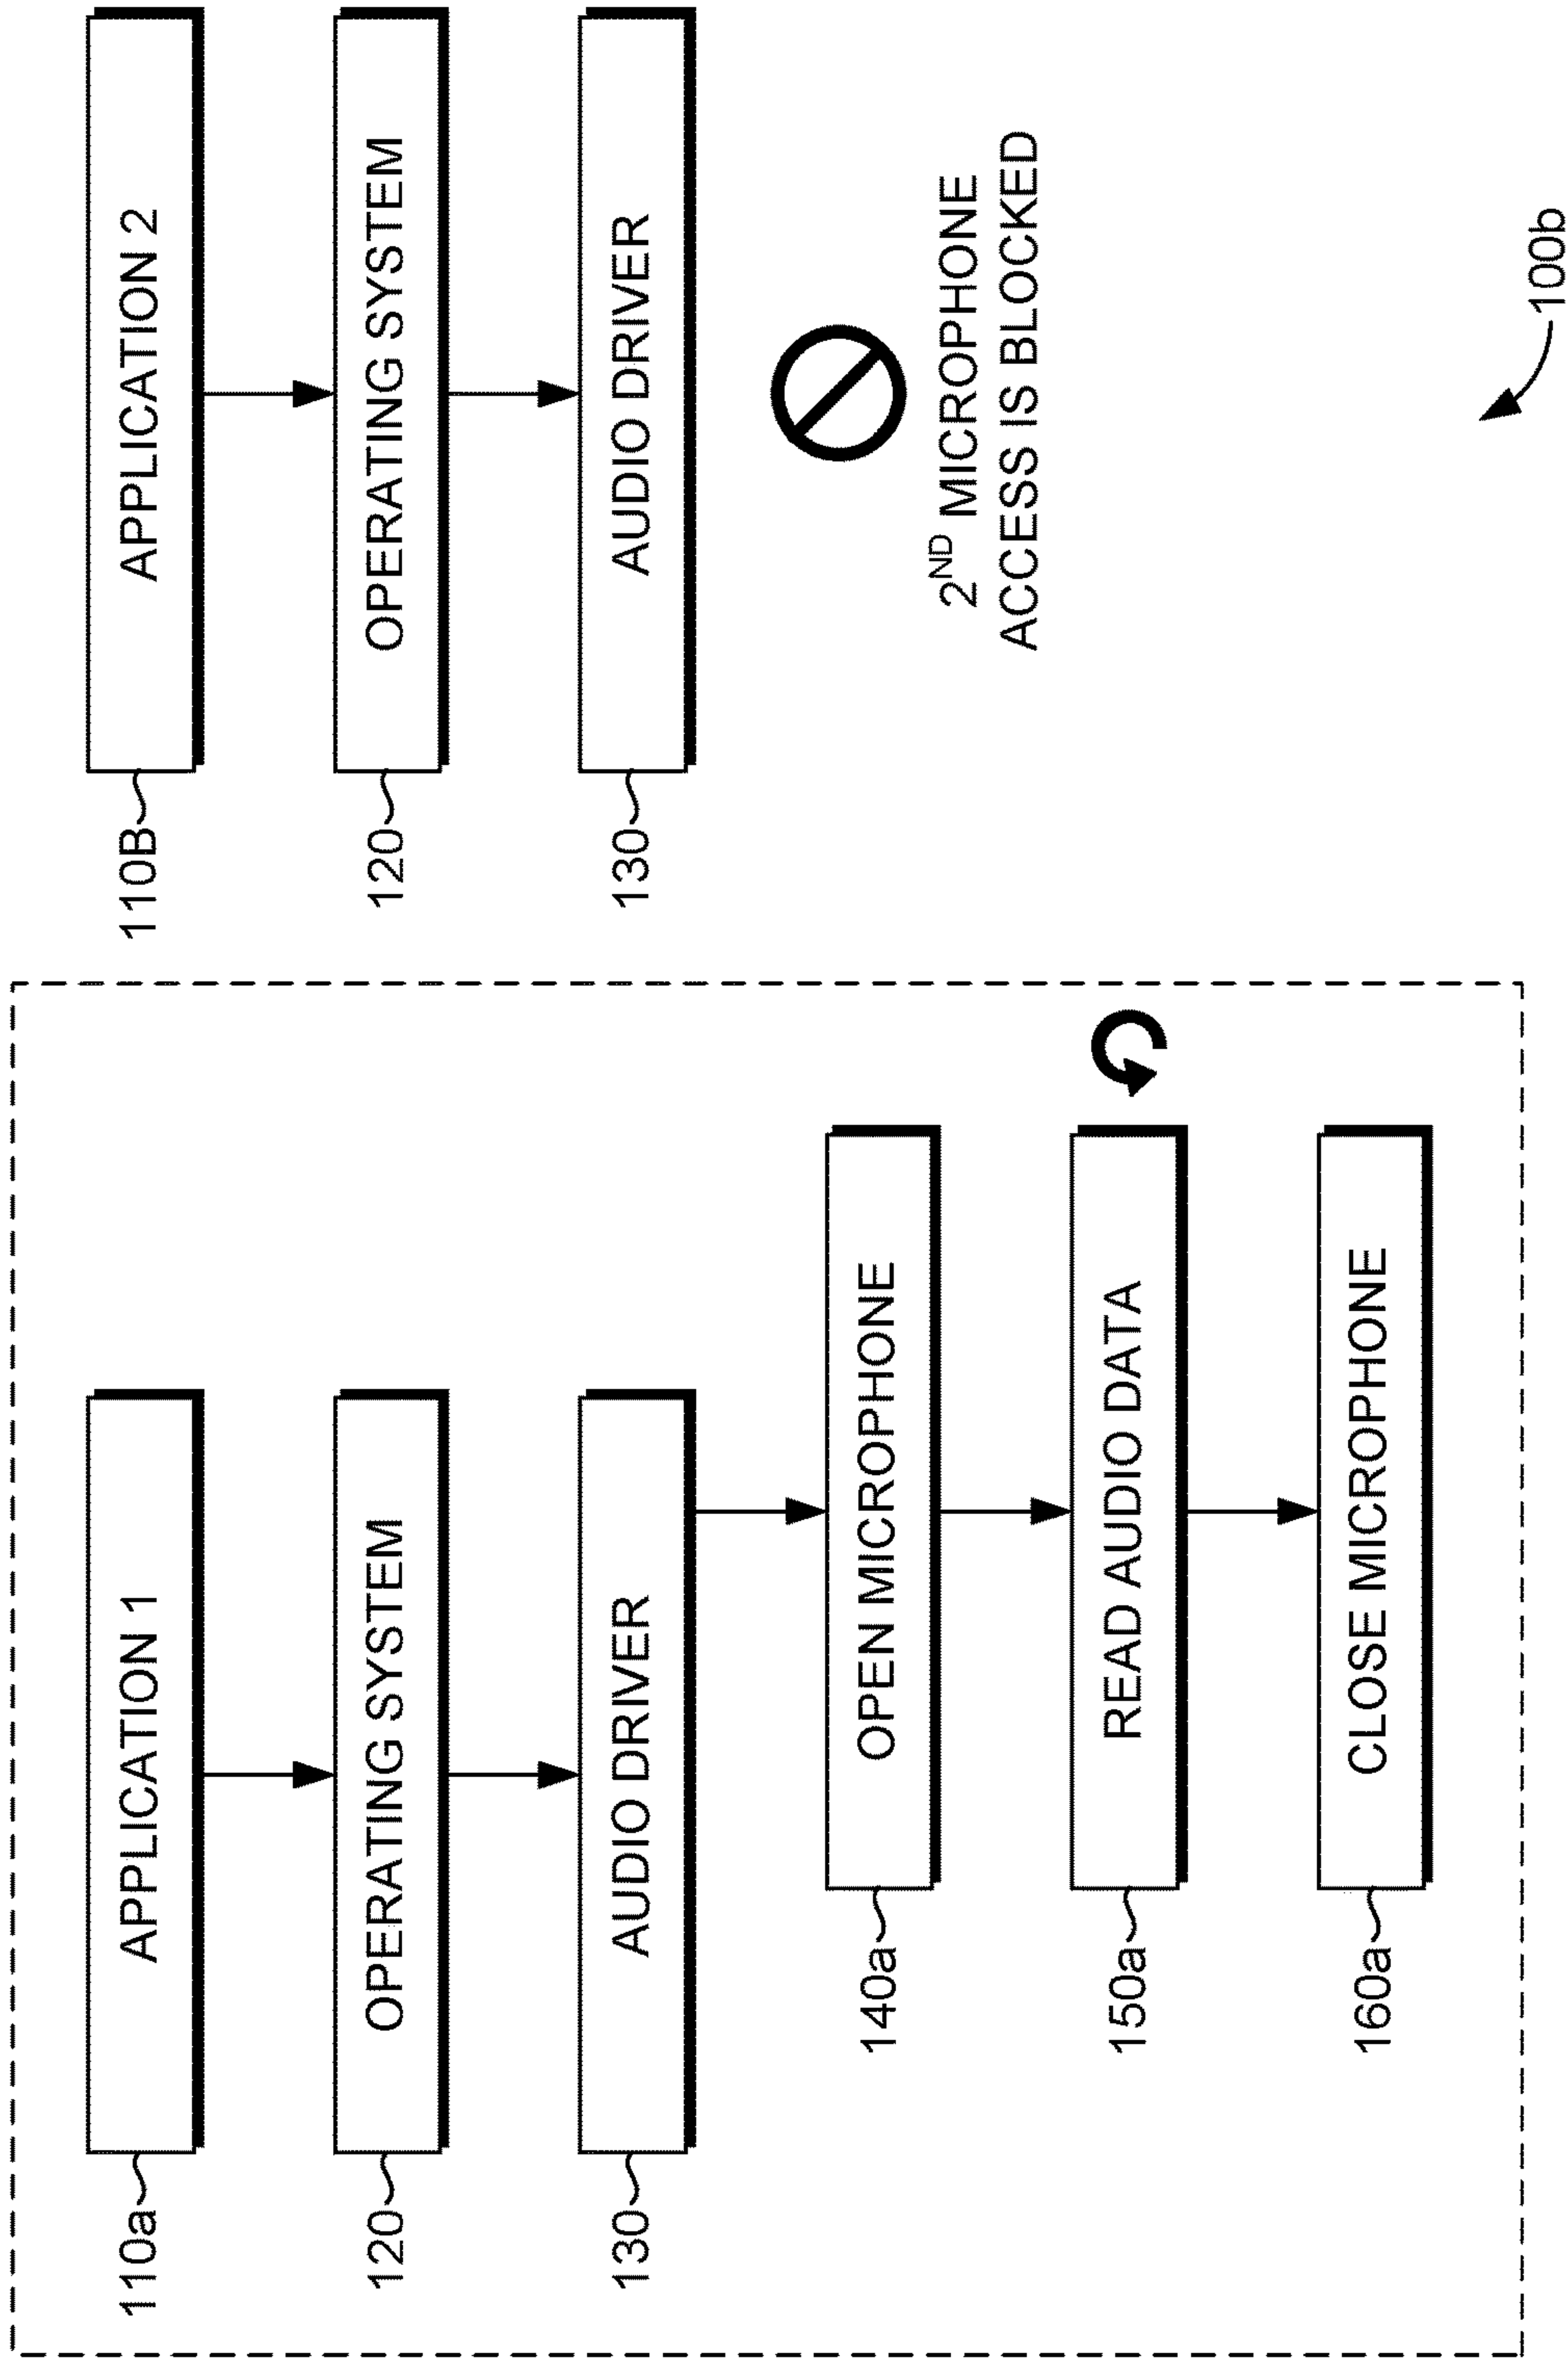 110a
APPLICATION 1
120
OPERATING SYSTEM
130
AUDIO DRIVER
140a
OPEN MICROPHONE
150a
READ AUDIO DATA
160a
CLOSE MICROPHONE
110B
APPLICATION 2
120
OPERATING SYSTEM
130
AUDIO DRIVER
2ND MICROPHONE
ACCESS IS BLOCKED
100b